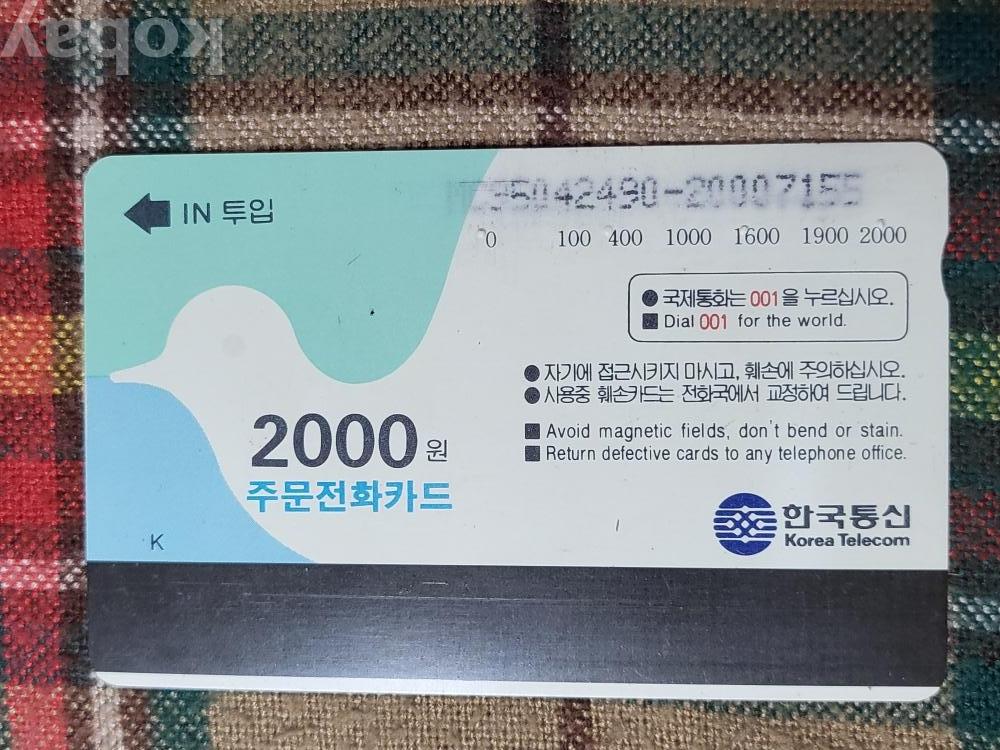 kobay
IN 투입
95042490-20007155
0 100 400 1000 1600 1900 2000
● 국제통화는 001을 누르십시오.
■ Dial 001 for the world.
● 자기에 접근시키지 마시고, 훼손에 주의하십시오.
● 사용중 훼손카드는 전화국에서 교정하여 드립니다.
■ Avoid magnetic fields, don't bend or stain.
■ Return defective cards to any telephone office.
2000원
주문전화카드
K
한국통신
Korea Telecom